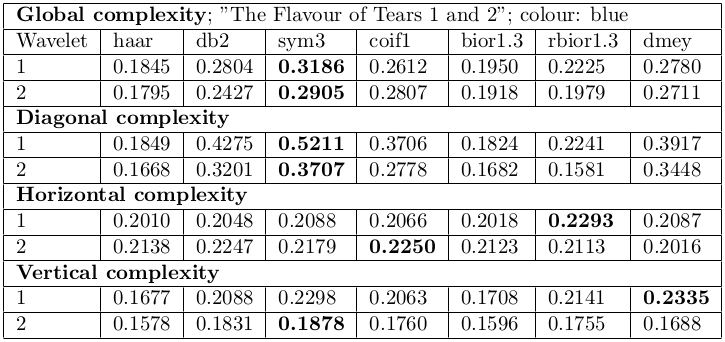 Global complexity; "The Flavour of Tears 1 and 2"; colour: blue
Wavelet haar db2 sym3 coif1 bior1.3 rbior1.3 dmey
1 0.1845 0.2804 0.3186 0.2612 0.1950 0.2225 0.2780
2 0.1795 0.2427 0.2905 0.2807 0.1918 0.1979 0.2711
Diagonal complexity
1 0.1849 0.4275 0.5211 0.3706 0.1824 0.2241 0.3917
2 0.1668 0.3201 0.3707 0.2778 0.1682 0.1581 0.3448
Horizontal complexity
1 0.2010 0.2048 0.2088 0.2066 0.2018 0.2293 0.2087
2 0.2138 0.2247 0.2179 0.2250 0.2123 0.2113 0.2016
Vertical complexity
1 0.1677 0.2088 0.2298 0.2063 0.1708 0.2141 0.2335
2 0.1578 0.1831 0.1878 0.1760 0.1596 0.1755 0.1688